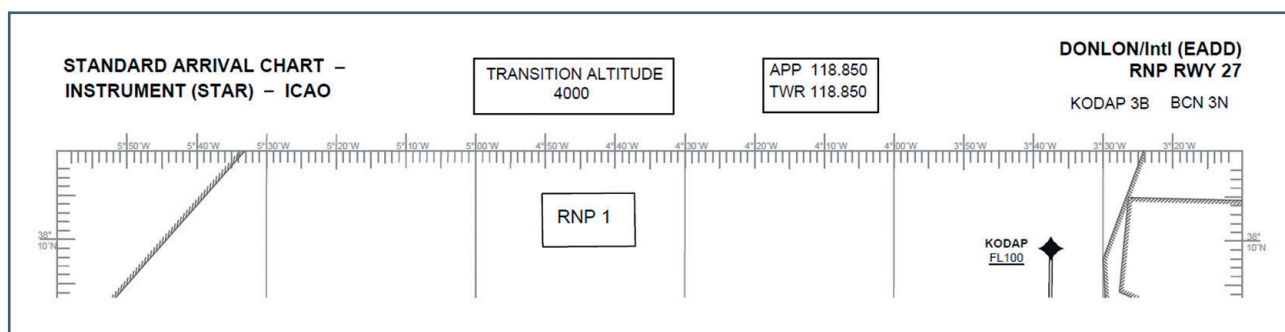 STANDARD ARRIVAL CHART –
INSTRUMENT (STAR) – ICAO
TRANSITION ALTITUDE
4000
APP 118.850
TWR 118.850
DONLON/Intl (EADD)
RNP RWY 27
KODAP 3B BCN 3N
5°50'W 5°40'W 5°30'W 5°20'W 5°10'W 5°00'W 4°50'W 4°40'W 4°30'W 4°20'W 4°10'W 4°00'W 3°50'W 3°40'W 3°30'W 3°20'W
RNP 1
38°
10'N
KODAP
FL100
38°
10'N